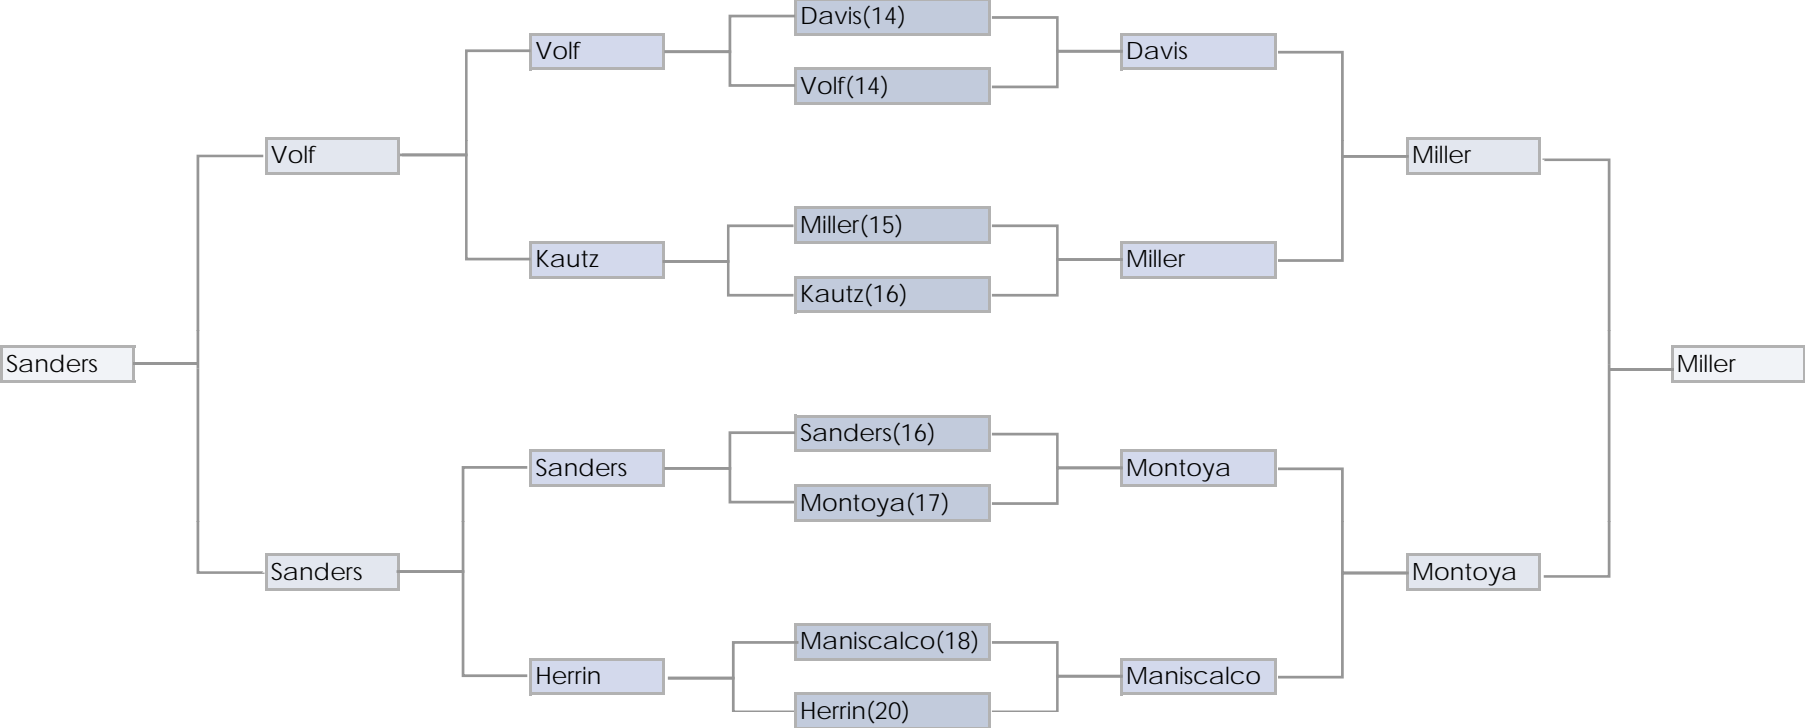 Davis(14)
Volf
Davis
Volf(14)
Volf
Miller
Miller(15)
Kautz
Miller
Kautz(16)
Sanders
Miller
Sanders(16)
Sanders
Montoya
Montoya(17)
Sanders
Montoya
Maniscalco(18)
Herrin
Maniscalco
Herrin(20)